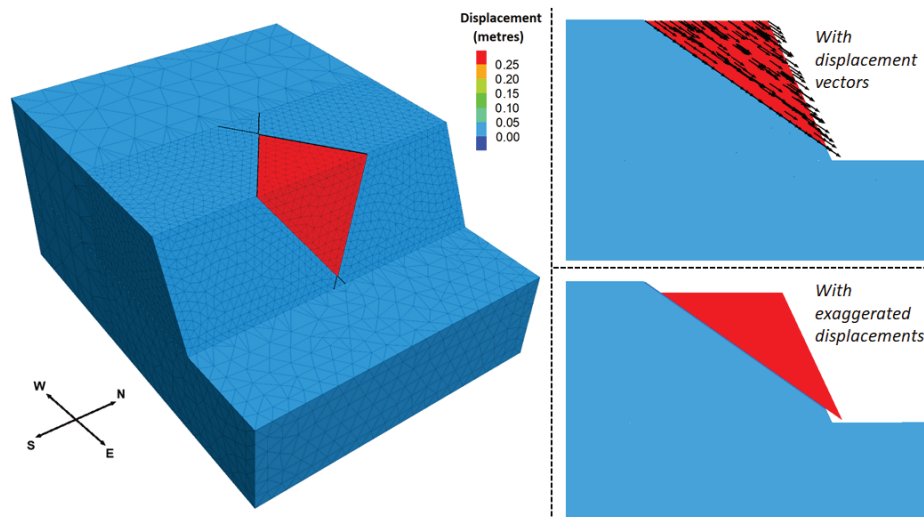 Displacement
(metres)
0.25
0.25
0.15
0.10
0.05
0.00
With
displacement
vectors
With
exaggerated
displacements
W
N
S
E